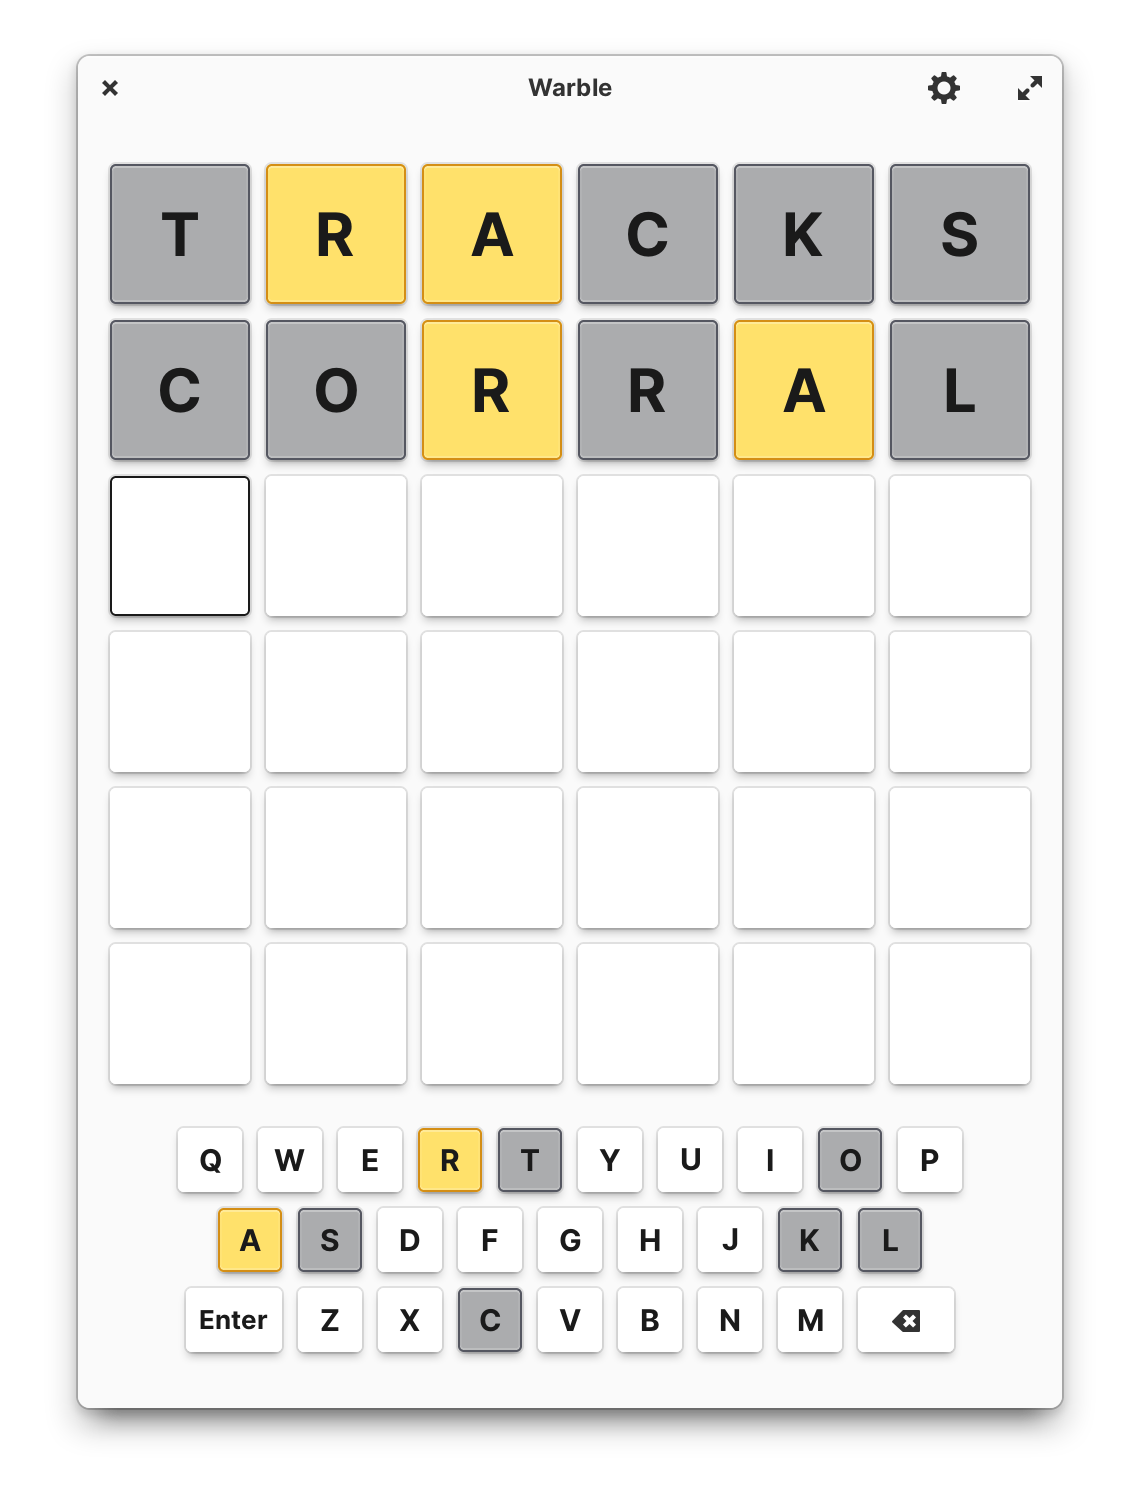 Warble
T R A C K S
C O R R A L
Q W E R T Y U I O P
A S D F G H J K L
Enter Z X C V B N M